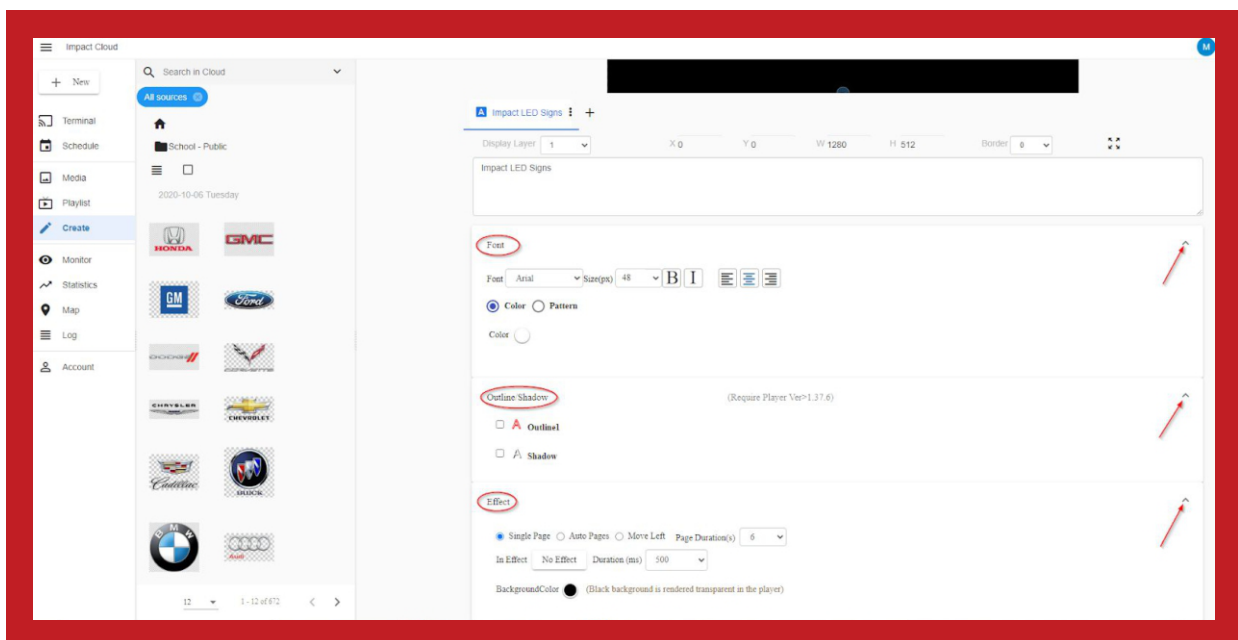 Impact Cloud
M
+ New
Terminal
Schedule
Media
Playlist
Create
Monitor
Statistics
Map
Log
Account
Search in Cloud
All sources
School - Public
2020-10-06 Tuesday
HONDA
GMC
GM
Ford
DODGE
CORVETTE
CHRYSLER
CHEVROLET
Cadillac
BUICK
BMW
Audi
12 1 - 12 of 672
A Impact LED Signs +
Display Layer 1 X 0 Y 0 W 1280 H 512 Border 0
Impact LED Signs
Font
Font Arial Size(px) 48 B I
Color Pattern
Color
Outline/Shadow (Require Player Ver>1.37.6)
A Outline1
A Shadow
Effect
Single Page Auto Pages Move Left Page Duration(s) 6
In Effect No Effect Duration (ms) 500
BackgroundColor (Black background is rendered transparent in the player)